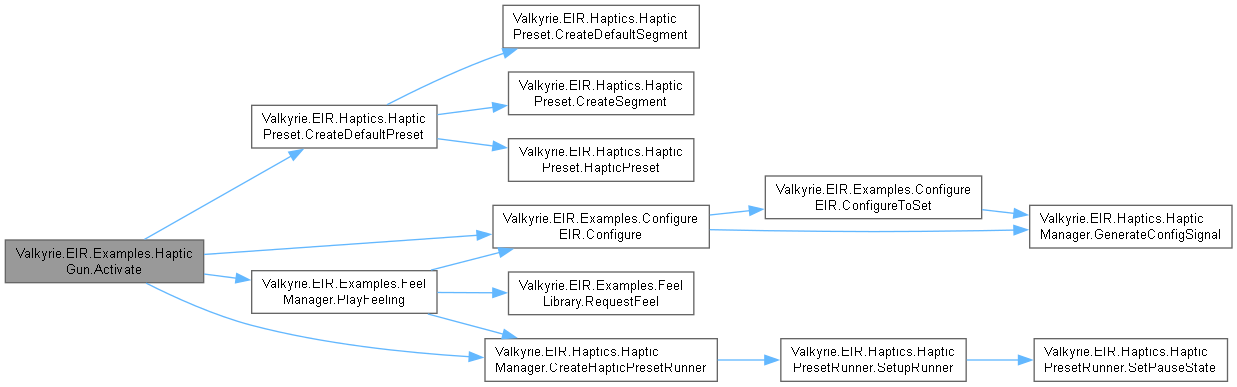 Valkyrie.EIR.Haptics.Haptic
Preset.CreateDefaultSegment
Valkyrie.EIR.Haptics.Haptic
Preset.CreateSegment
Valkyrie.EIR.Haptics.Haptic
Preset.CreateDefaultPreset
Valkyrie.EIR.Haptics.Haptic
Preset.HapticPreset
Valkyrie.EIR.Examples.Configure
EIR.ConfigureToSet
Valkyrie.EIR.Examples.Configure
EIR.Configure
Valkyrie.EIR.Haptics.Haptic
Manager.GenerateConfigSignal
Valkyrie.EIR.Examples.Haptic
Gun.Activate
Valkyrie.EIR.Examples.Feel
Manager.PlayFeeling
Valkyrie.EIR.Examples.Feel
Library.RequestFeel
Valkyrie.EIR.Haptics.Haptic
Manager.CreateHapticPresetRunner
Valkyrie.EIR.Haptics.Haptic
PresetRunner.SetupRunner
Valkyrie.EIR.Haptics.Haptic
PresetRunner.SetPauseState